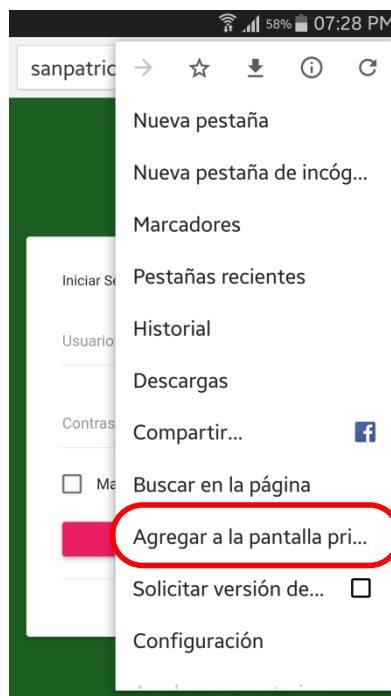 58% 07:28 PM
sanpatric
Nueva pestaña
Nueva pestaña de incóg...
Marcadores
Iniciar Se
Pestañas recientes
Usuario
Historial
Descargas
Contras
Compartir...
Ma
Buscar en la página
Agregar a la pantalla pri...
Solicitar versión de...
Configuración